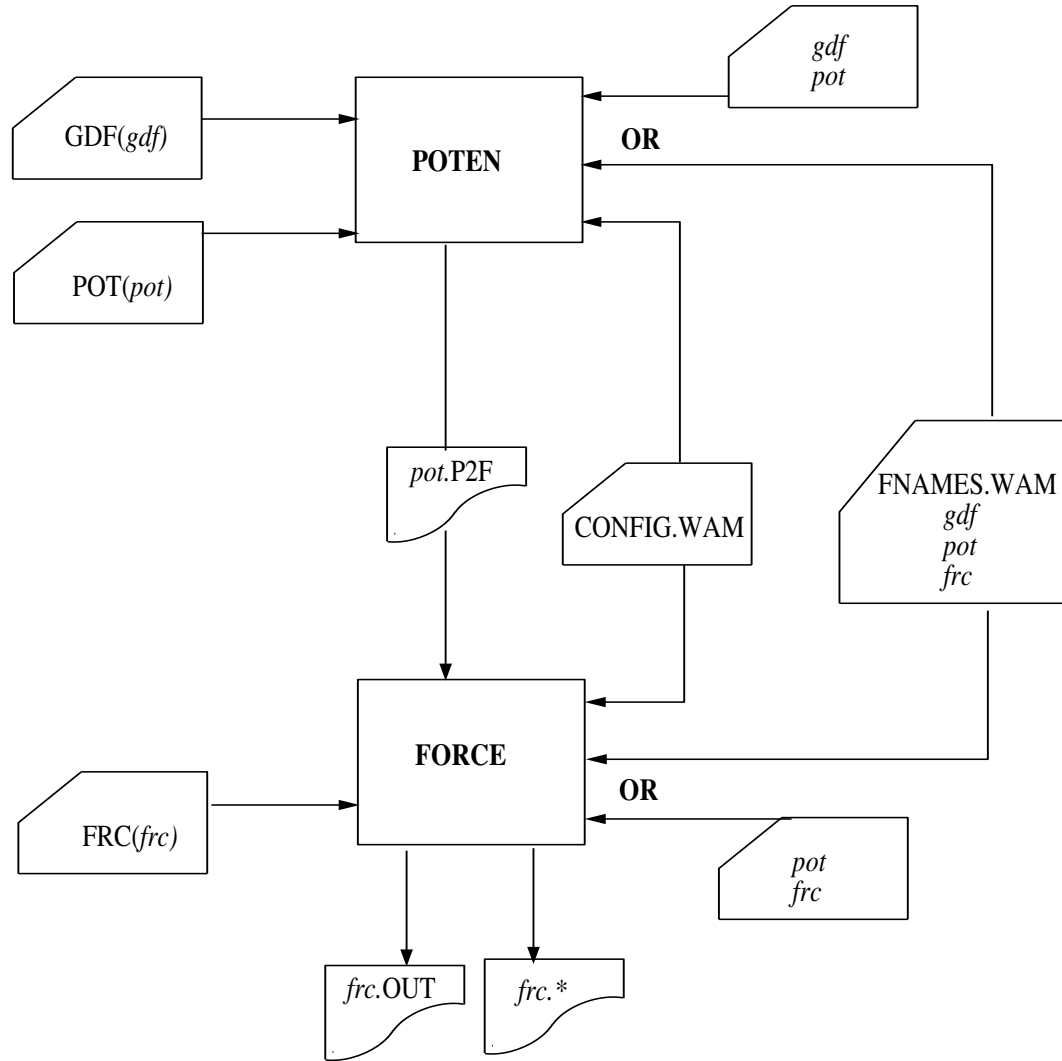 gdf
pot
GDF(gdf)
OR
POTEN
POT(pot)
pot.P2F
FNAMES.WAM
gdf
pot
frc
CONFIG.WAM
FORCE
OR
FRC(frc)
pot
frc
frc.OUT
frc.*